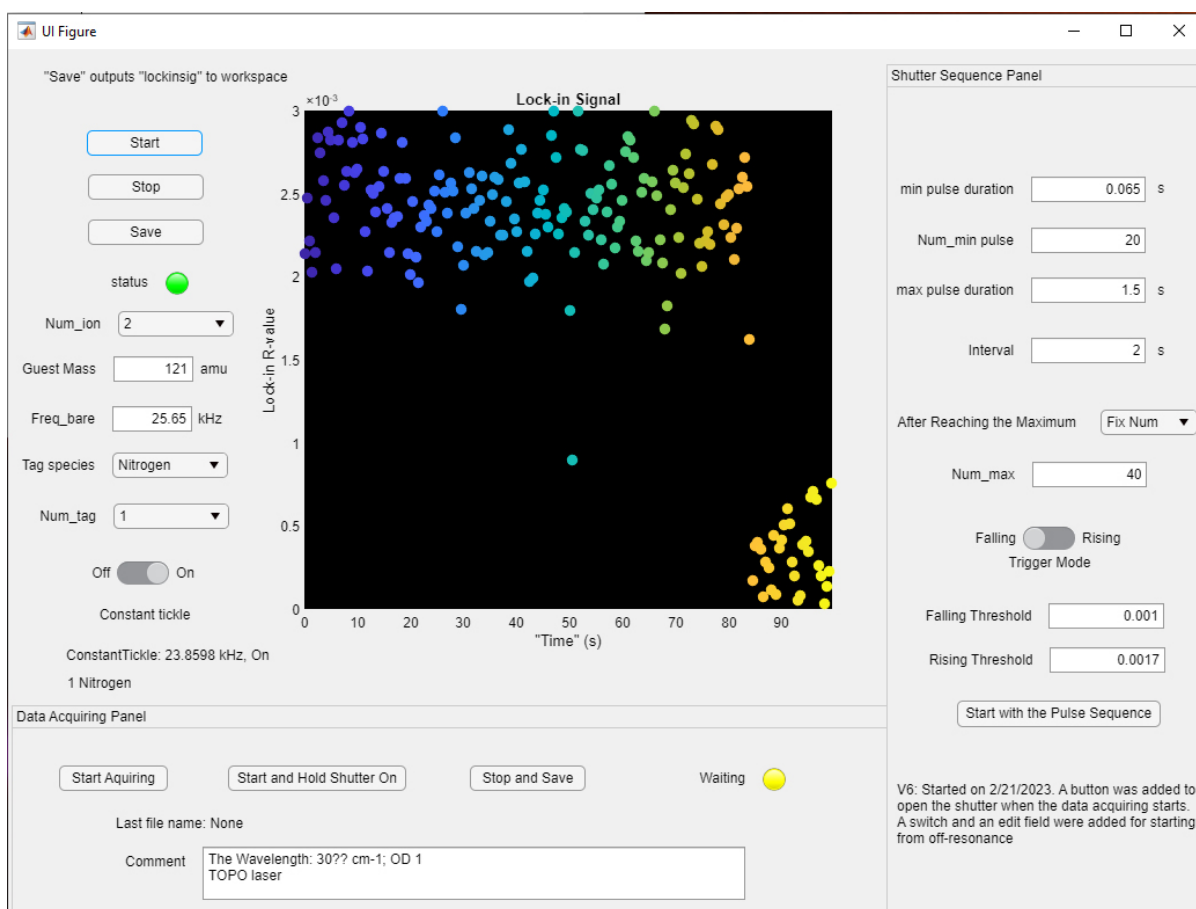 UI Figure
"Save" outputs "lockinsig" to workspace
Start
Stop
Save
status
Num_ion 2
Guest Mass 121 amu
Freq_bare 25.65 kHz
Tag species Nitrogen
Num_tag 1
Off On
Constant tickle
ConstantTickle: 23.8598 kHz, On
1 Nitrogen
Lock-in Signal
×10⁻³
3
2.5
2
1.5
1
0.5
0
Lock-in R-value
0 10 20 30 40 50 60 70 80 90
"Time" (s)
Shutter Sequence Panel
min pulse duration 0.065 s
Num_min pulse 20
max pulse duration 1.5 s
Interval 2 s
After Reaching the Maximum Fix Num
Num_max 40
Falling Rising
Trigger Mode
Falling Threshold 0.001
Rising Threshold 0.0017
Start with the Pulse Sequence
V6: Started on 2/21/2023. A button was added to
open the shutter when the data acquiring starts.
A switch and an edit field were added for starting
from off-resonance
Data Acquiring Panel
Start Aquiring
Start and Hold Shutter On
Stop and Save
Waiting
Last file name: None
Comment
The Wavelength: 30?? cm-1; OD 1
TOPO laser